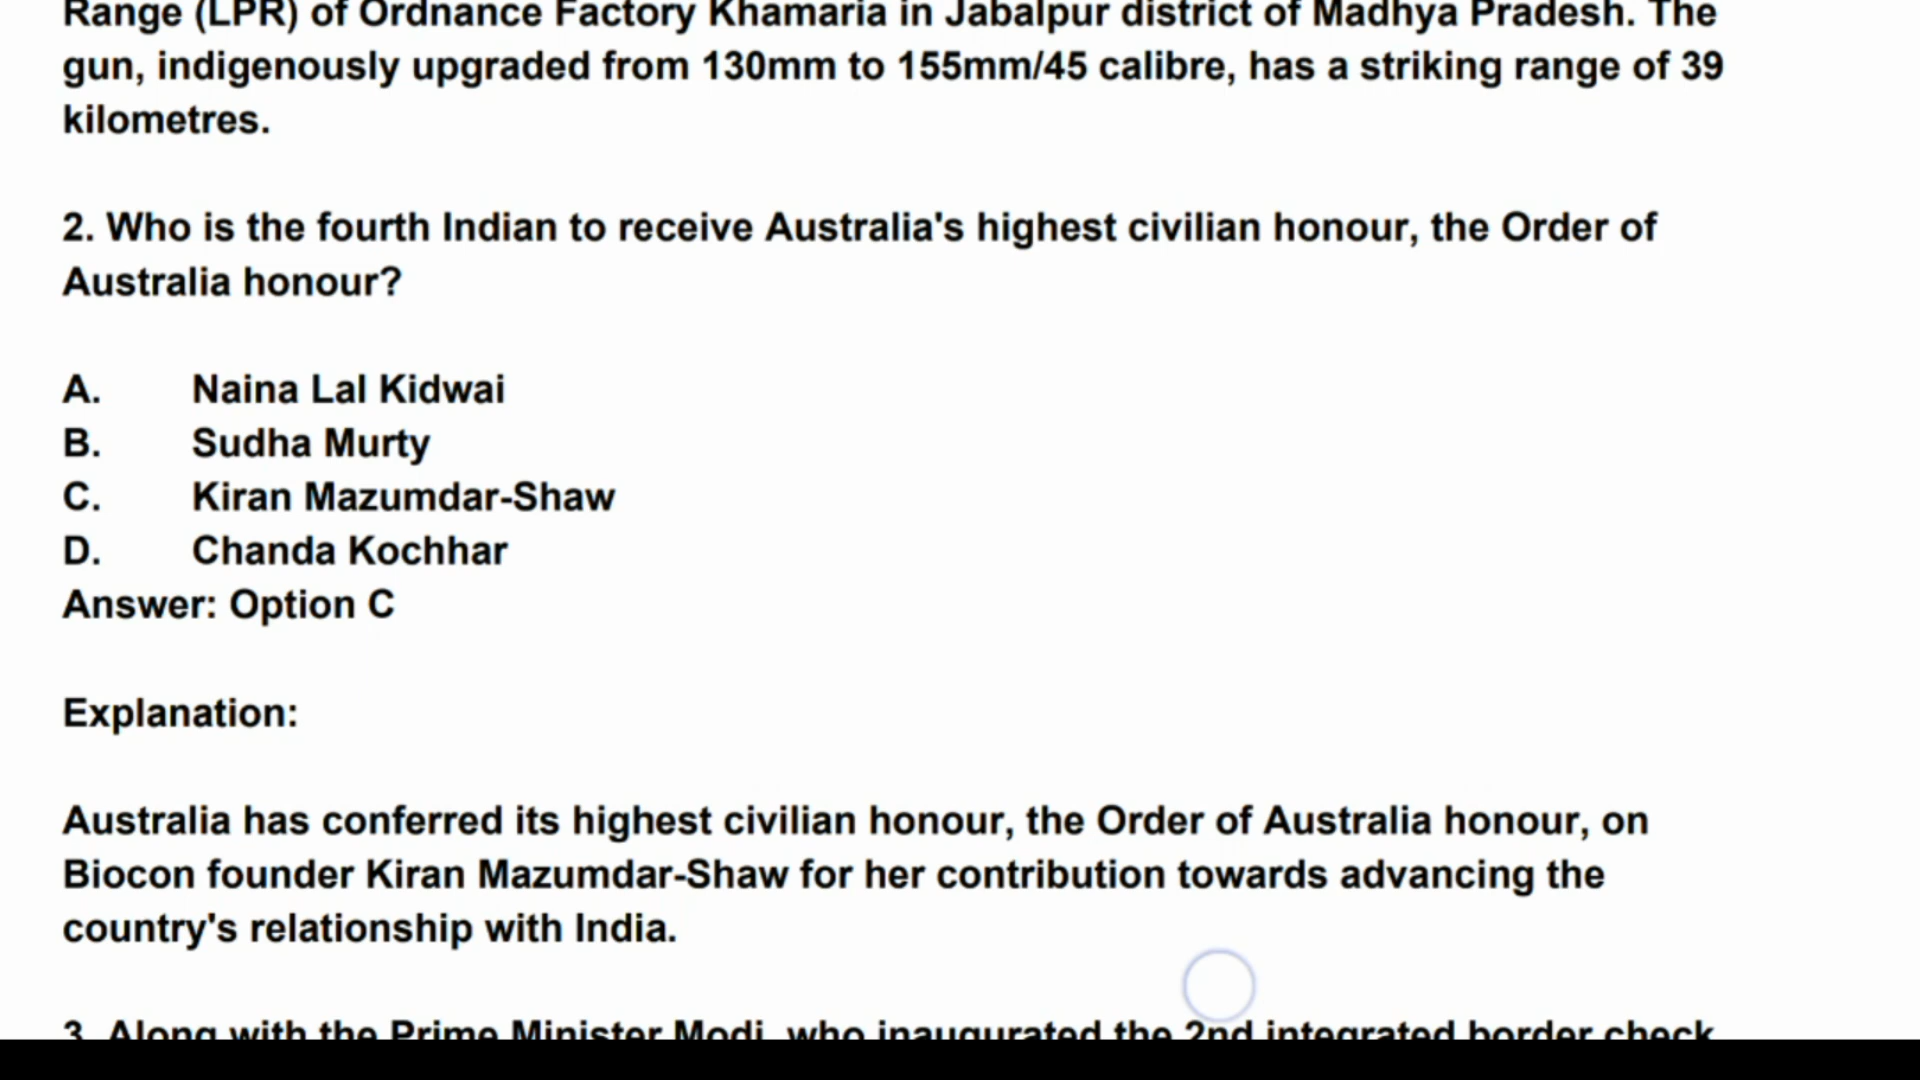 Range (LPR) of Ordnance Factory Khamaria in Jabalpur district of Madhya Pradesh. The
gun, indigenously upgraded from 130mm to 155mm/45 calibre, has a striking range of 39
kilometres.
2. Who is the fourth Indian to receive Australia's highest civilian honour, the Order of
Australia honour?
A. Naina Lal Kidwai
B. Sudha Murty
C. Kiran Mazumdar-Shaw
D. Chanda Kochhar
Answer: Option C
Explanation:
Australia has conferred its highest civilian honour, the Order of Australia honour, on
Biocon founder Kiran Mazumdar-Shaw for her contribution towards advancing the
country's relationship with India.
3. Along with the Prime Minister Modi, who inaugurated the 2nd integrated border check